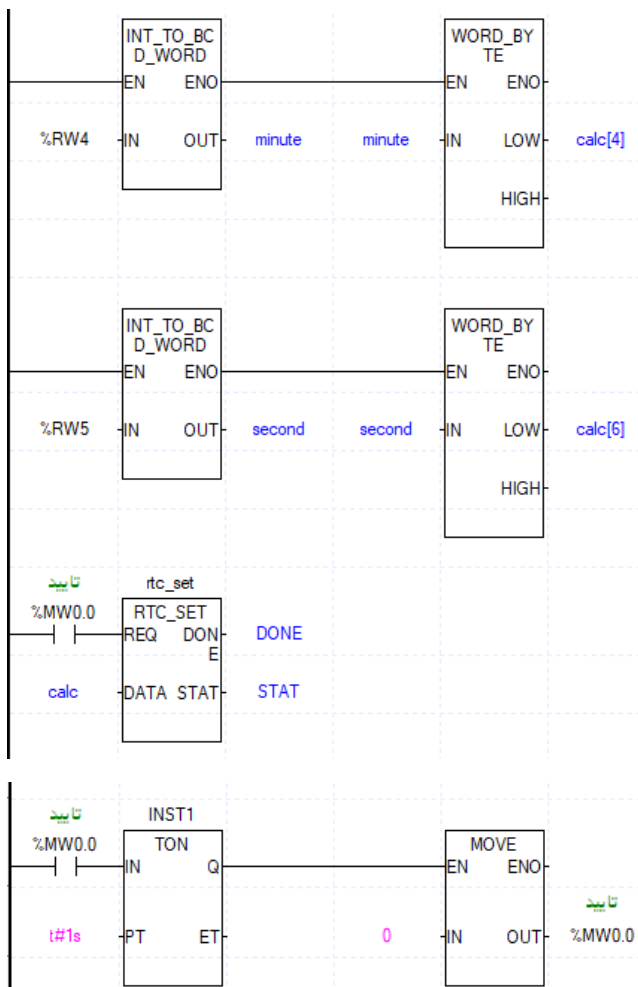 INT_TO_BC
D_WORD
WORD_BY
TE
EN ENO
EN ENO
%RW4 IN OUT minute minute IN LOW calc[4]
HIGH
INT_TO_BC
D_WORD
WORD_BY
TE
EN ENO
EN ENO
%RW5 IN OUT second second IN LOW calc[6]
HIGH
تایید rtc_set
%MW0.0 RTC_SET
REQ DON
E
DONE
calc DATA STAT STAT
تایید INST1
%MW0.0 TON MOVE
IN Q EN ENO
تایید
t#1s PT ET 0 IN OUT %MW0.0